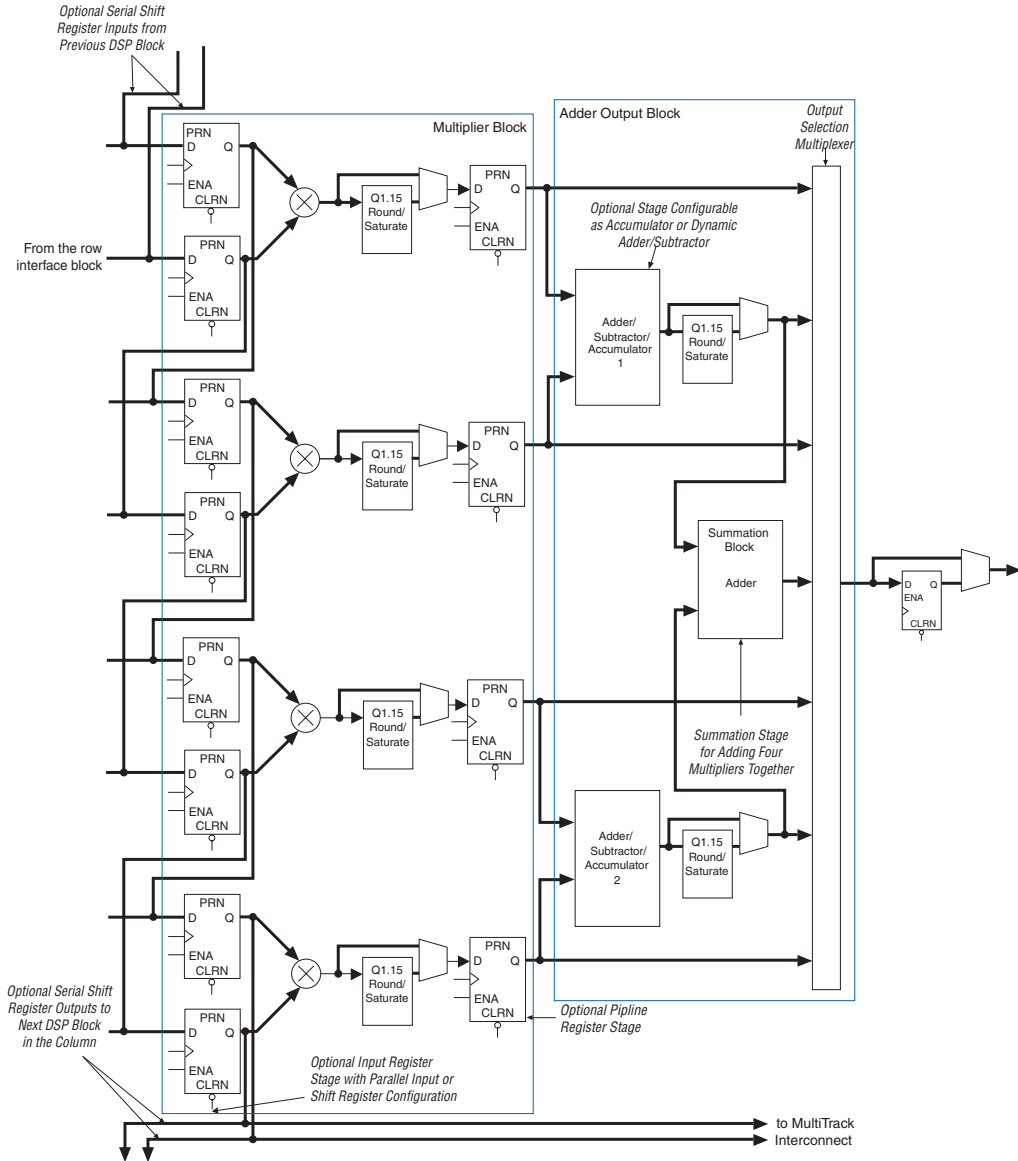 Optional Serial Shift
Register Inputs from
Previous DSP Block
Multiplier Block
Adder Output Block
Output
Selection
Multiplexer
PRN
D Q
ENA
CLRN
Q1.15
Round/
Saturate
PRN
D Q
ENA
CLRN
Optional Stage Configurable
as Accumulator or Dynamic
Adder/Subtractor
From the row
interface block
PRN
D Q
ENA
CLRN
Adder/
Subtractor/
Accumulator
1
Q1.15
Round/
Saturate
PRN
D Q
ENA
CLRN
Q1.15
Round/
Saturate
PRN
D Q
ENA
CLRN
PRN
D Q
ENA
CLRN
Summation
Block
Adder
D Q
ENA
CLRN
PRN
D Q
ENA
CLRN
Q1.15
Round/
Saturate
PRN
D Q
ENA
CLRN
Summation Stage
for Adding Four
Multipliers Together
PRN
D Q
ENA
CLRN
Adder/
Subtractor/
Accumulator
2
Q1.15
Round/
Saturate
PRN
D Q
ENA
CLRN
Q1.15
Round/
Saturate
PRN
D Q
ENA
CLRN
Optional Serial Shift
Register Outputs to
Next DSP Block
in the Column
PRN
D Q
ENA
CLRN
Optional Pipline
Register Stage
Optional Input Register
Stage with Parallel Input or
Shift Register Configuration
to MultiTrack
Interconnect